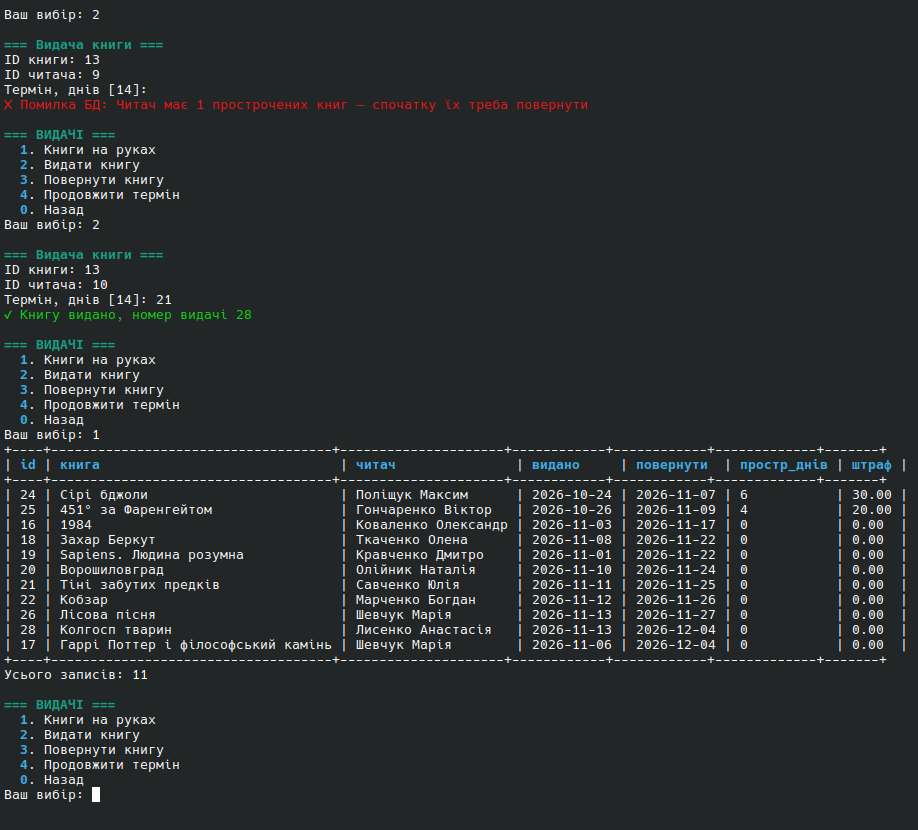 Ваш вибір: 2

=== Видача книги ===
ID книги: 13
ID читача: 9
Термін, днів [14]:
X Помилка БД: Читач має 1 прострочених книг — спочатку їх треба повернути

=== ВИДАЧІ ===
  1. Книги на руках
  2. Видати книгу
  3. Повернути книгу
  4. Продовжити термін
  0. Назад
Ваш вибір: 2

=== Видача книги ===
ID книги: 13
ID читача: 10
Термін, днів [14]: 21
✓ Книгу видано, номер видачі 28

=== ВИДАЧІ ===
  1. Книги на руках
  2. Видати книгу
  3. Повернути книгу
  4. Продовжити термін
  0. Назад
Ваш вибір: 1
+----+-----------------------------------+--------------------+------------+------------+-------------+-------+
| id | книга | читач | видано | повернути | простр_днів | штраф |
+----+-----------------------------------+--------------------+------------+------------+-------------+-------+
| 24 | Сірі бджоли | Поліщук Максим | 2026-10-24 | 2026-11-07 | 6 | 30.00 |
| 25 | 451° за Фаренгейтом | Гончаренко Віктор | 2026-10-26 | 2026-11-09 | 4 | 20.00 |
| 16 | 1984 | Коваленко Олександр | 2026-11-03 | 2026-11-17 | 0 | 0.00 |
| 18 | Захар Беркут | Ткаченко Олена | 2026-11-08 | 2026-11-22 | 0 | 0.00 |
| 19 | Sapiens. Людина розумна | Кравченко Дмитро | 2026-11-01 | 2026-11-22 | 0 | 0.00 |
| 20 | Ворошиловград | Олійник Наталія | 2026-11-10 | 2026-11-24 | 0 | 0.00 |
| 21 | Тіні забутих предків | Савченко Юлія | 2026-11-11 | 2026-11-25 | 0 | 0.00 |
| 22 | Кобзар | Марченко Богдан | 2026-11-12 | 2026-11-26 | 0 | 0.00 |
| 26 | Лісова пісня | Шевчук Марія | 2026-11-13 | 2026-11-27 | 0 | 0.00 |
| 28 | Колгосп тварин | Лисенко Анастасія | 2026-11-13 | 2026-12-04 | 0 | 0.00 |
| 17 | Гаррі Поттер і філософський камінь | Шевчук Марія | 2026-11-06 | 2026-12-04 | 0 | 0.00 |
+----+-----------------------------------+--------------------+------------+------------+-------------+-------+
Усього записів: 11

=== ВИДАЧІ ===
  1. Книги на руках
  2. Видати книгу
  3. Повернути книгу
  4. Продовжити термін
  0. Назад
Ваш вибір: